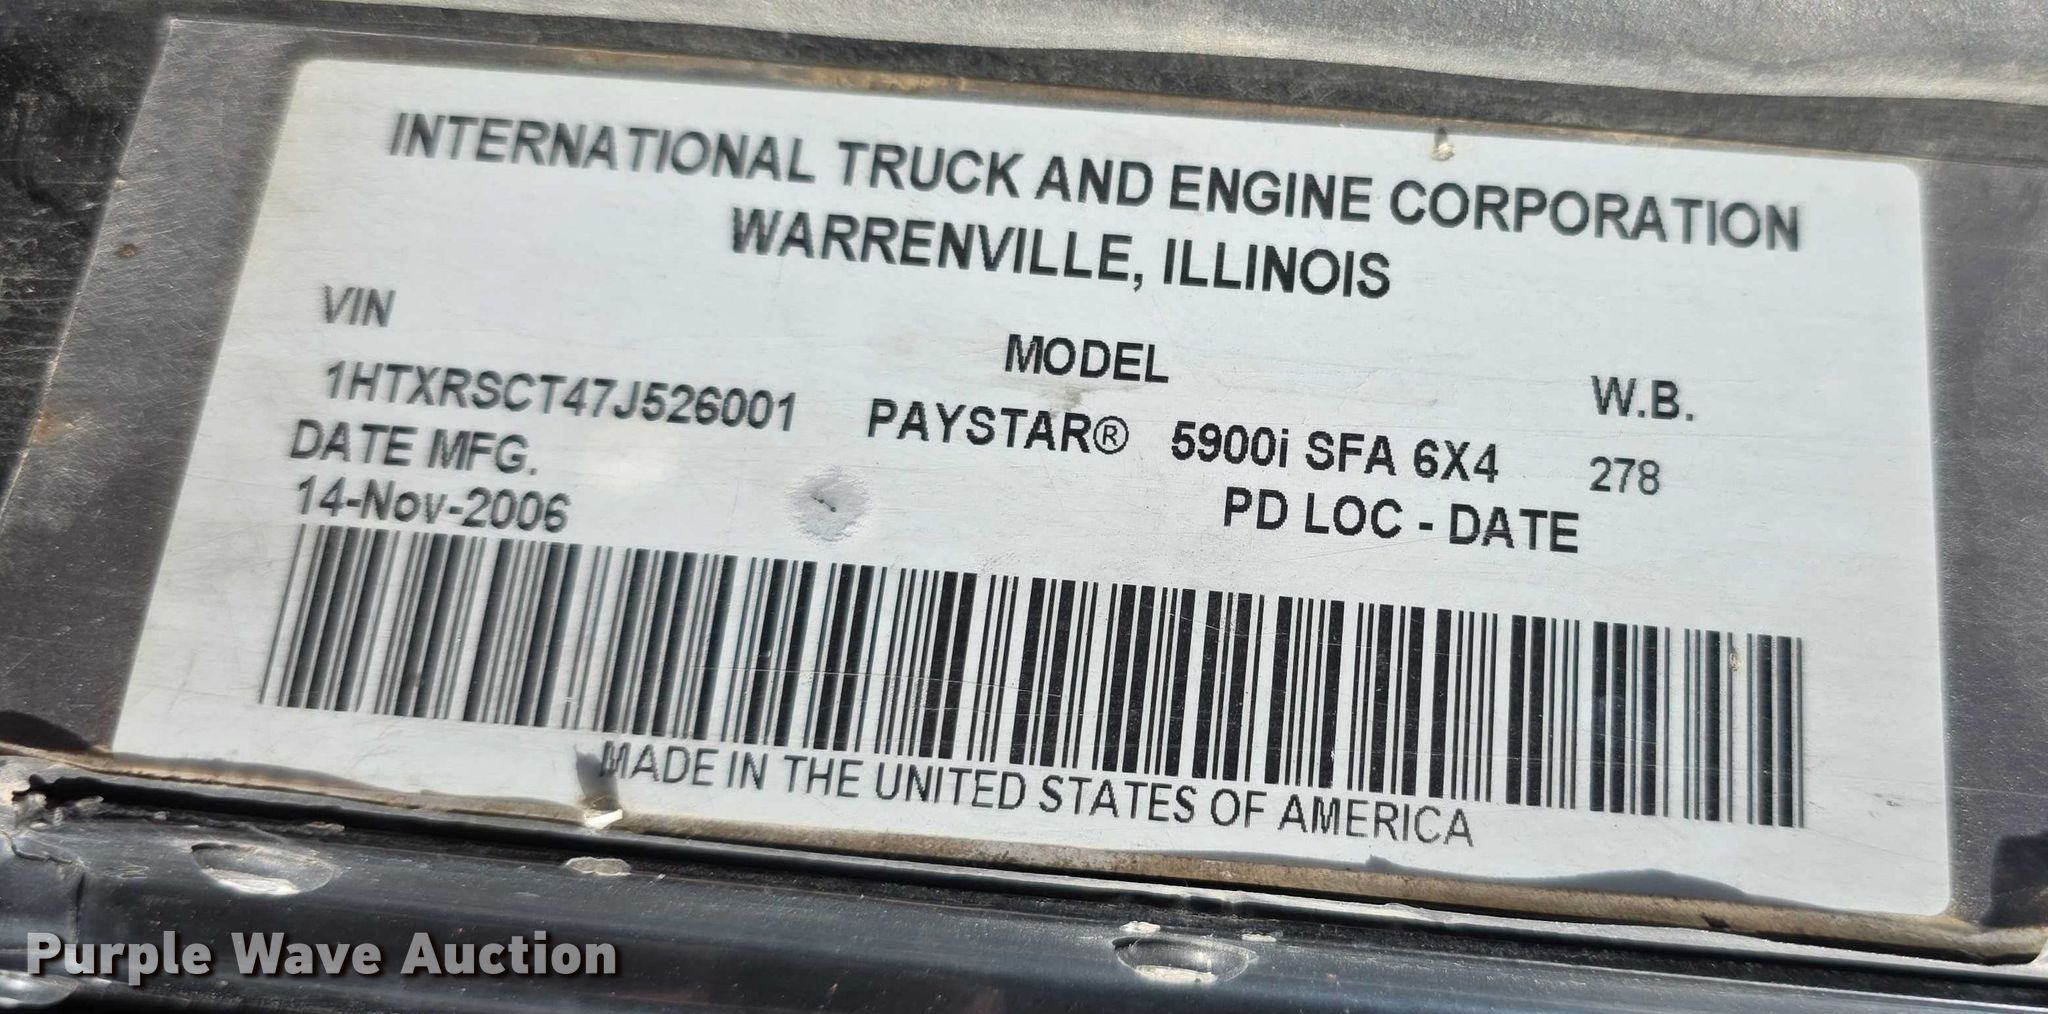 INTERNATIONAL TRUCK AND ENGINE CORPORATION
WARRENVILLE, ILLINOIS
VIN MODEL W.B.
1HTXRSCT47J526001 PAYSTAR® 5900i SFA 6X4 278
DATE MFG. PD LOC - DATE
14-Nov-2006
MADE IN THE UNITED STATES OF AMERICA
Purple Wave Auction